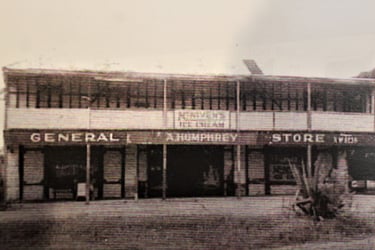 McNIVEN'S
ICE CREAM
GENERAL A.HUMPHREY STORE